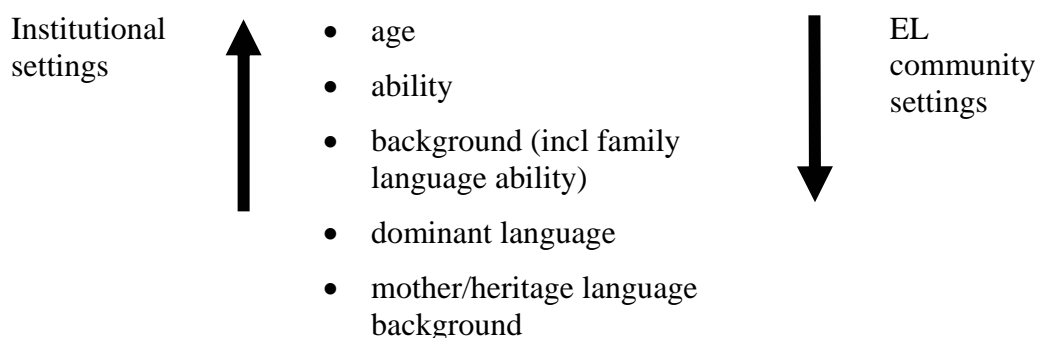 Institutional
settings
• age
• ability
• background (incl family
language ability)
• dominant language
• mother/heritage language
background
EL
community
settings